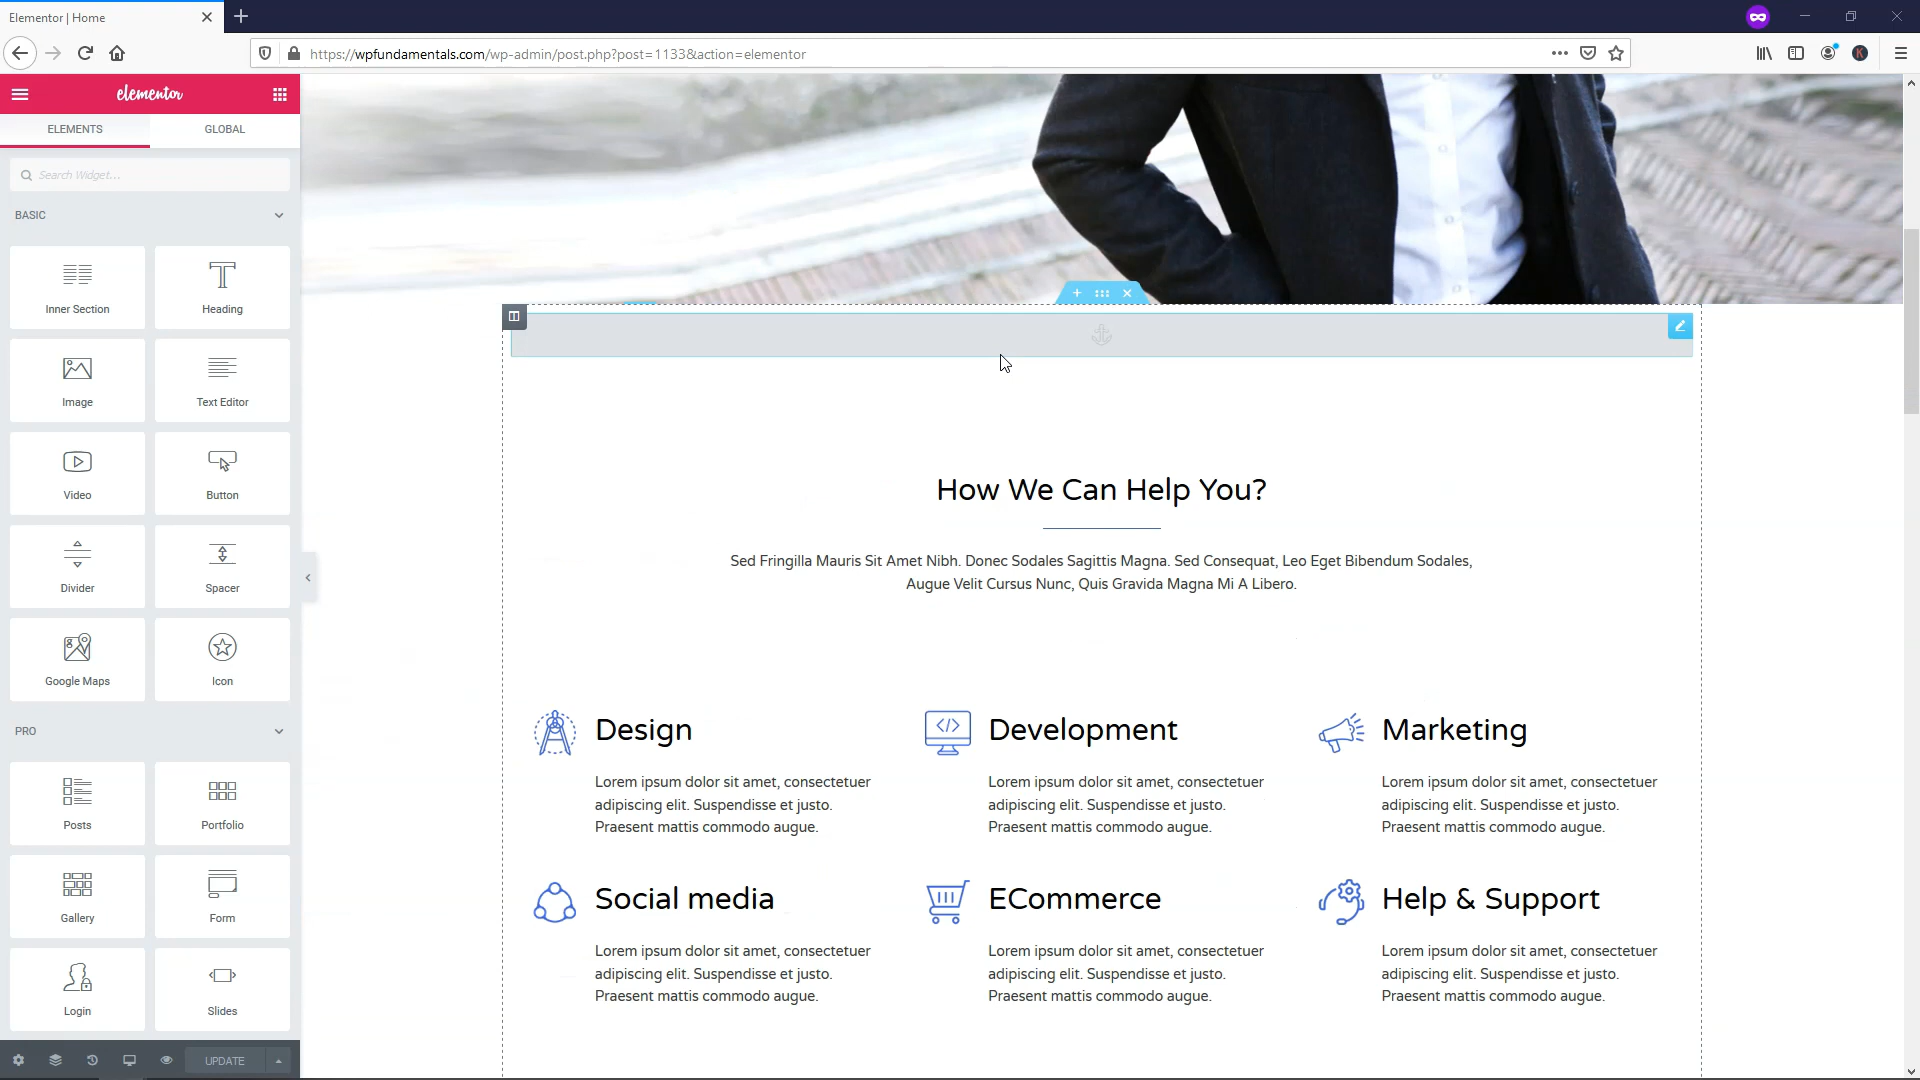 Elementor | Home
https://wpfundamentals.com/wp-admin/post.php?post=1133&action=elementor
K
elementor
ELEMENTS
GLOBAL
Search Widget...
BASIC
Inner Section
Heading
Image
Text Editor
Video
Button
Divider
Spacer
Google Maps
Icon
PRO
Posts
Portfolio
Gallery
Form
Login
Slides
UPDATE
How We Can Help You?
Sed Fringilla Mauris Sit Amet Nibh. Donec Sodales Sagittis Magna. Sed Consequat, Leo Eget Bibendum Sodales,
Augue Velit Cursus Nunc, Quis Gravida Magna Mi A Libero.
Design
Lorem ipsum dolor sit amet, consectetuer
adipiscing elit. Suspendisse et justo.
Praesent mattis commodo augue.
Development
Lorem ipsum dolor sit amet, consectetuer
adipiscing elit. Suspendisse et justo.
Praesent mattis commodo augue.
Marketing
Lorem ipsum dolor sit amet, consectetuer
adipiscing elit. Suspendisse et justo.
Praesent mattis commodo augue.
Social media
Lorem ipsum dolor sit amet, consectetuer
adipiscing elit. Suspendisse et justo.
Praesent mattis commodo augue.
ECommerce
Lorem ipsum dolor sit amet, consectetuer
adipiscing elit. Suspendisse et justo.
Praesent mattis commodo augue.
Help & Support
Lorem ipsum dolor sit amet, consectetuer
adipiscing elit. Suspendisse et justo.
Praesent mattis commodo augue.